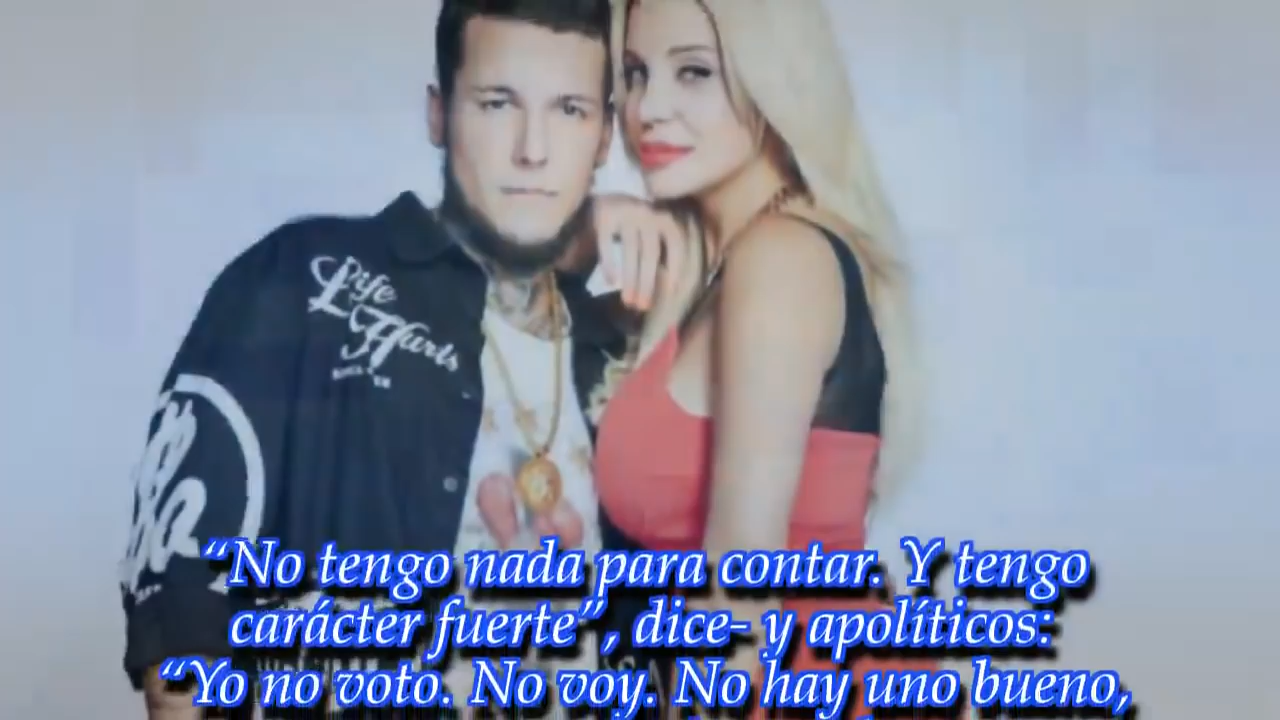 Life
Hurts
“No tengo nada para contar. Y tengo
carácter fuerte”, dice- y apolíticos:
“Yo no voto. No voy. No hay uno bueno,